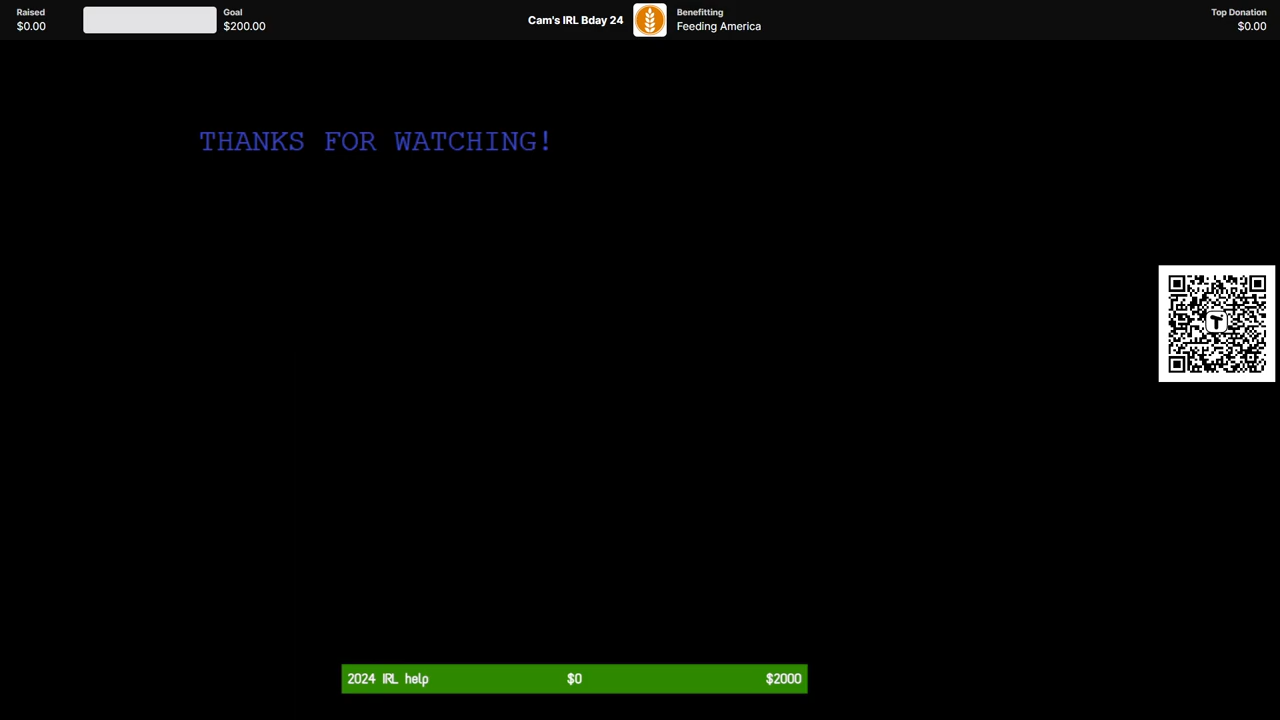 Raised
$0.00
Goal
$200.00
Cam's IRL Bday 24
Benefitting
Feeding America
Top Donation
$0.00
THANKS FOR WATCHING!
T
2024 IRL help $0 $2000